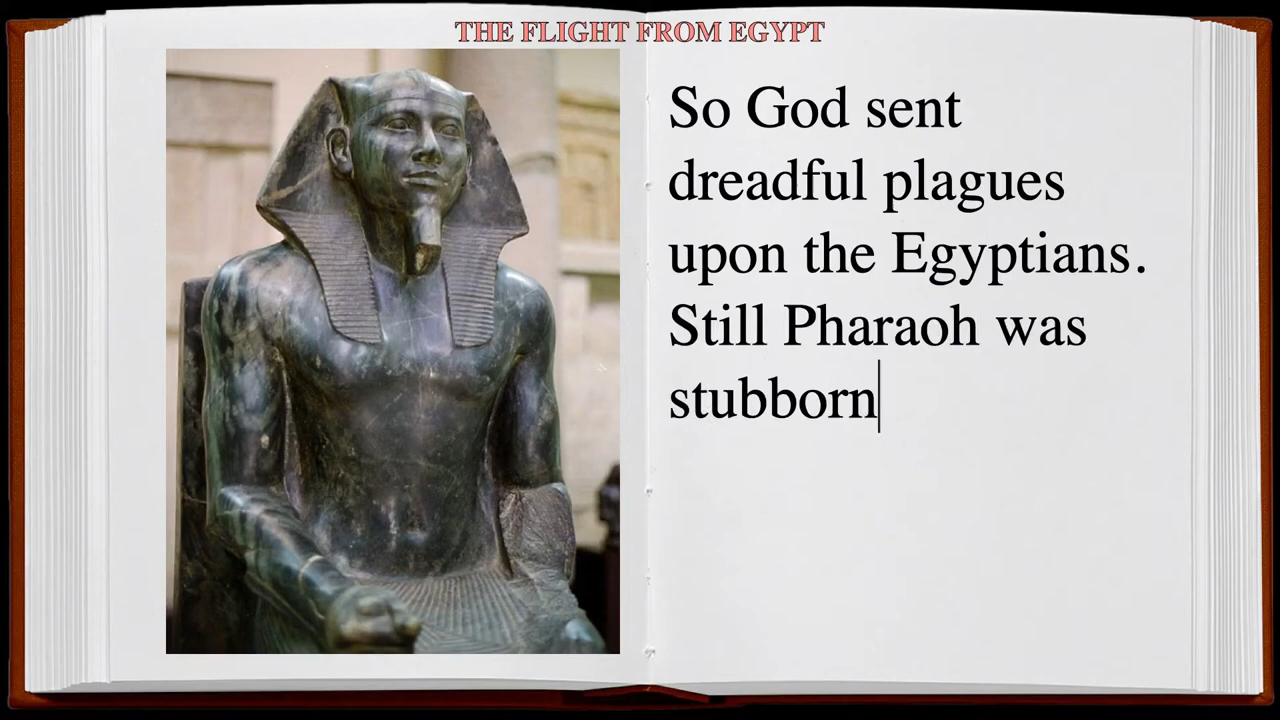 THE FLIGHT FROM EGYPT
So God sent
dreadful plagues
upon the Egyptians.
Still Pharaoh was
stubborn